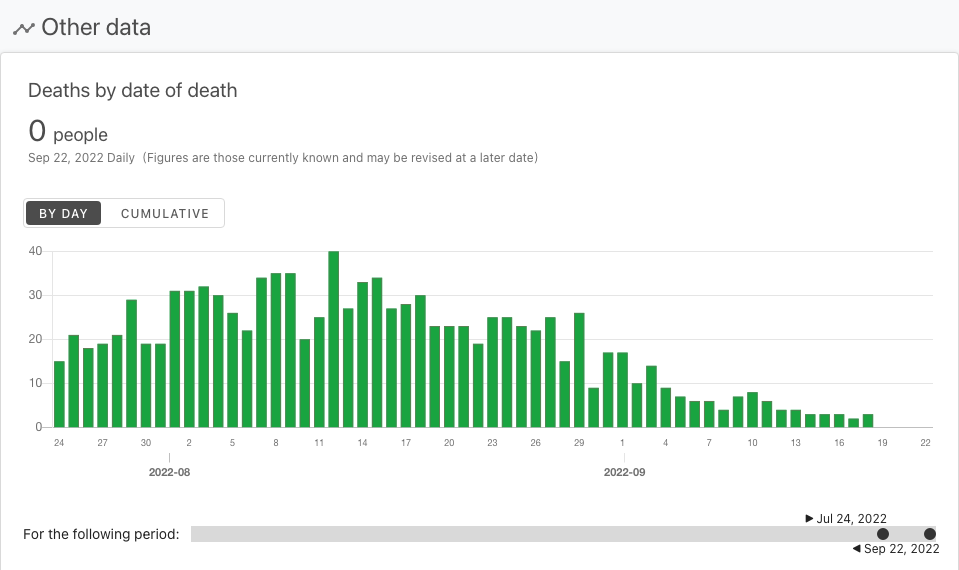 Other data
Deaths by date of death
0 people
Sep 22, 2022 Daily (Figures are those currently known and may be revised at a later date)
BY DAY CUMULATIVE
40
30
20
10
0
24 27 30 2 5 8 11 14 17 20 23 26 29 1 4 7 10 13 16 19 22
2022-08 2022-09
▶ Jul 24, 2022
For the following period:
◀ Sep 22, 2022